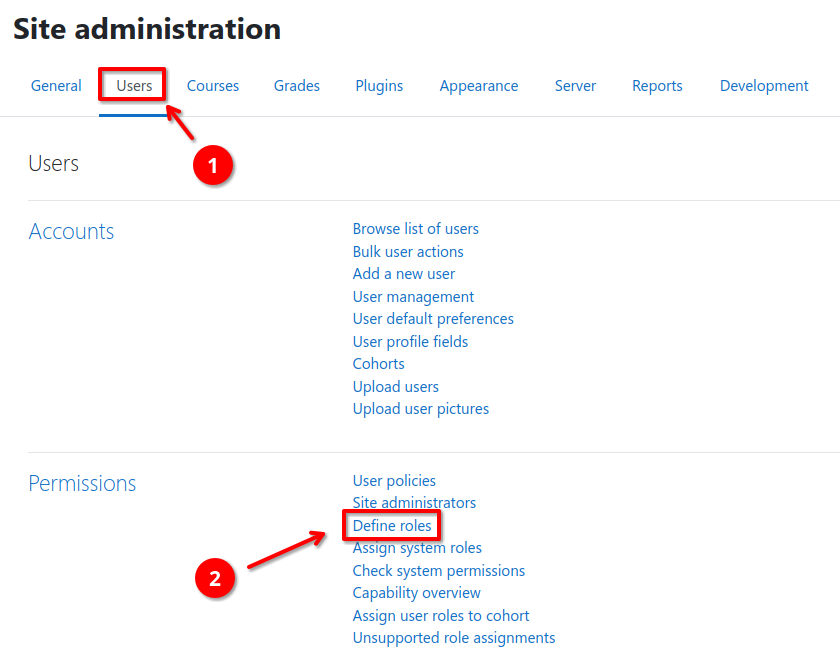 Site administration
General Users Courses Grades Plugins Appearance Server Reports Development
1
Users
Accounts
Browse list of users
Bulk user actions
Add a new user
User management
User default preferences
User profile fields
Cohorts
Upload users
Upload user pictures
Permissions
User policies
Site administrators
Define roles
Assign system roles
2
Check system permissions
Capability overview
Assign user roles to cohort
Unsupported role assignments